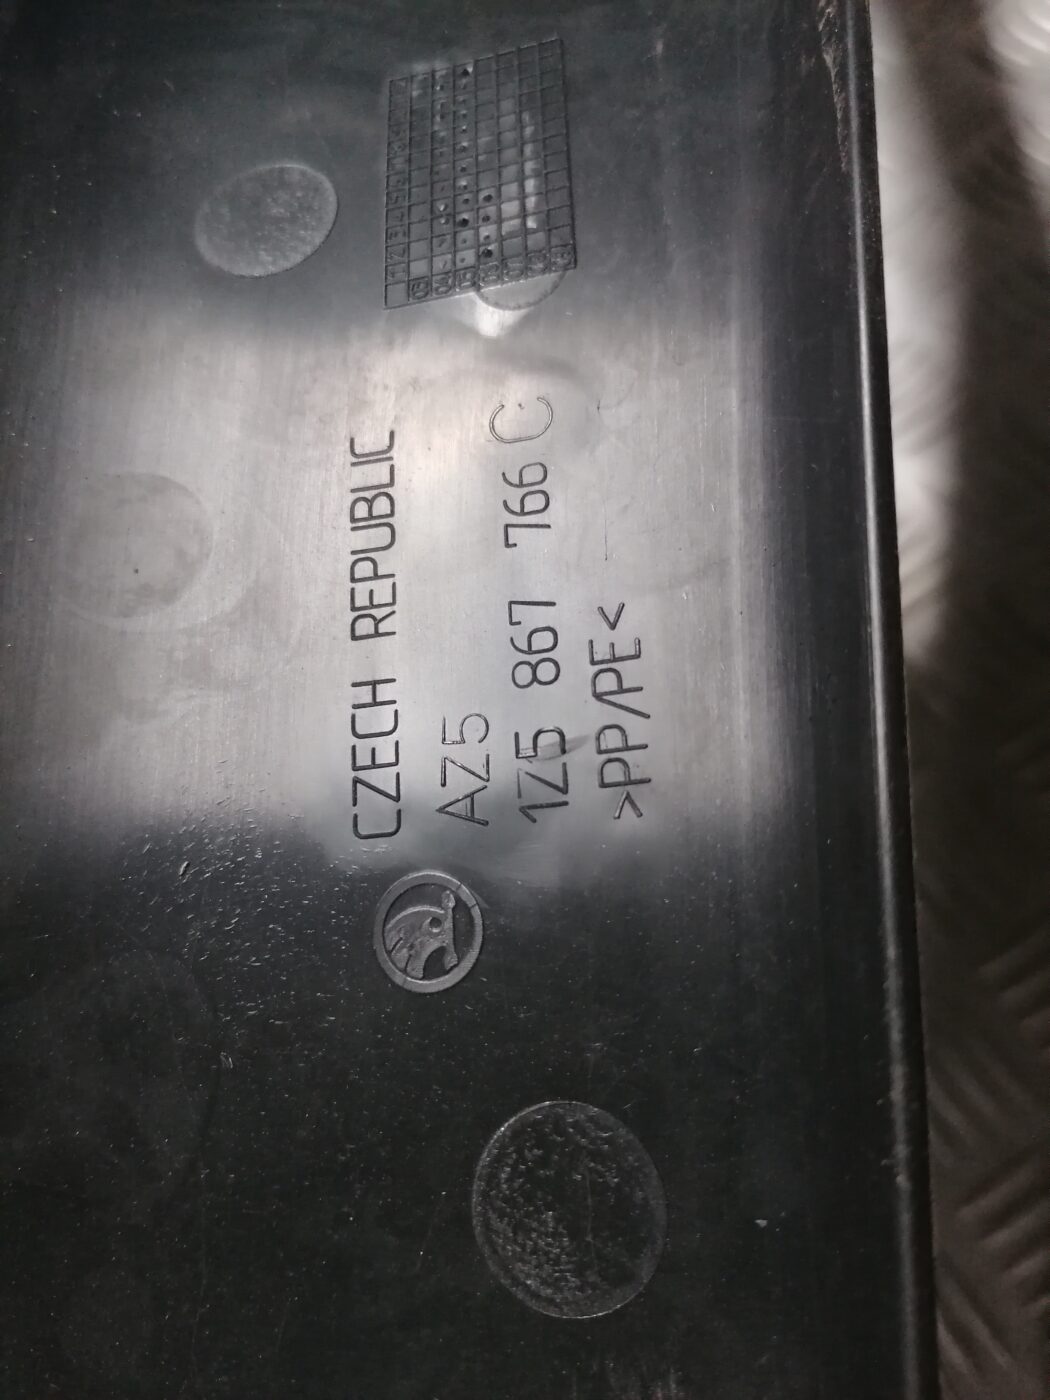 CZECH REPUBLIC
AZ5
1Z5 867 766 C
>PP/PE<